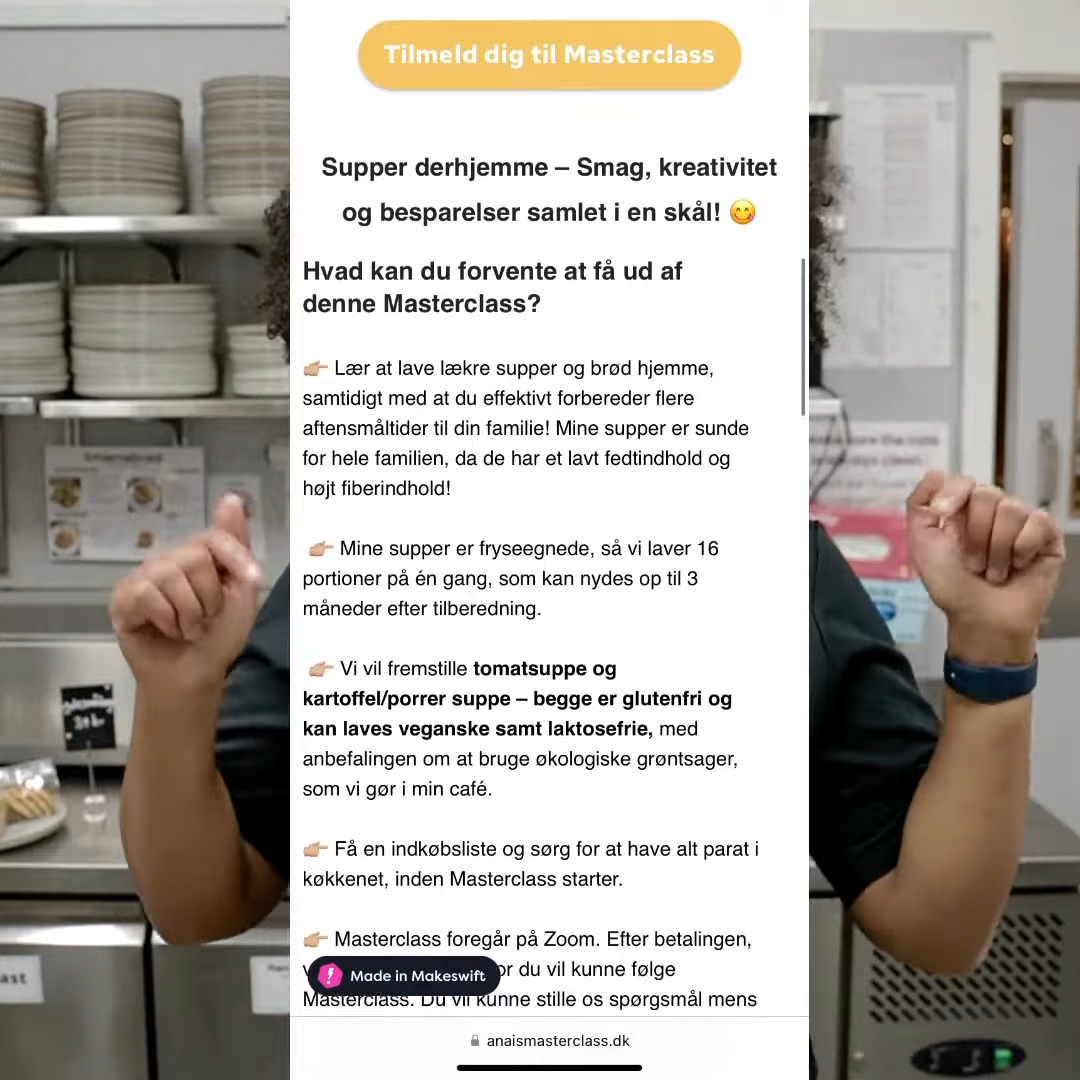 Tilmeld dig til Masterclass
Supper derhjemme – Smag, kreativitet
og besparelser samlet i en skål! 😋
Hvad kan du forvente at få ud af
denne Masterclass?
👉🏼 Lær at lave lækre supper og brød hjemme,
samtidigt med at du effektivt forbereder flere
aftensmåltider til din familie! Mine supper er sunde
for hele familien, da de har et lavt fedtindhold og
højt fiberindhold!
👉🏼 Mine supper er fryseegnede, så vi laver 16
portioner på én gang, som kan nydes op til 3
måneder efter tilberedning.
👉🏼 Vi vil fremstille tomatsuppe og
kartoffel/porrer suppe – begge er glutenfri og
kan laves veganske samt laktosefrie, med
anbefalingen om at bruge økologiske grøntsager,
som vi gør i min café.
👉🏼 Få en indkøbsliste og sørg for at have alt parat i
køkkenet, inden Masterclass starter.
👉🏼 Masterclass foregår på Zoom. Efter betalingen,
du vil kunne følge
Made in Makeswift
Masterclass. Du vil kunne stille os spørgsmål mens
anaismasterclass.dk